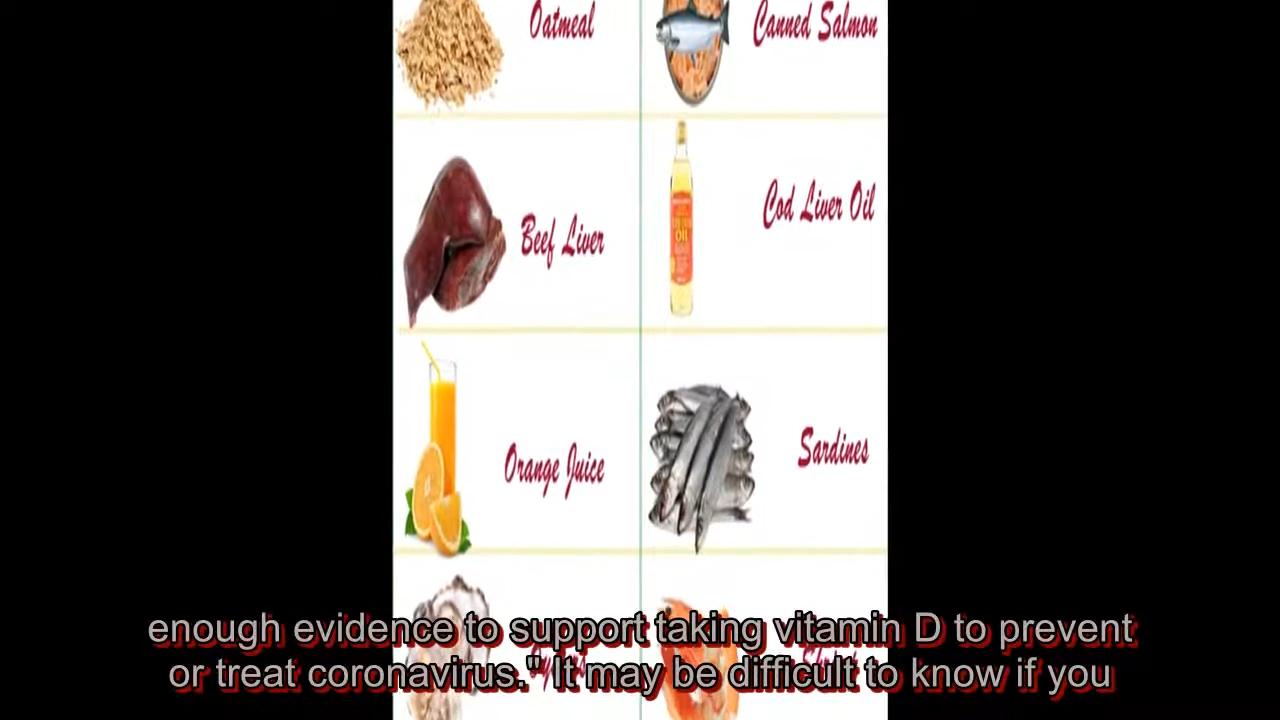 Oatmeal
Canned Salmon
Beef Liver
Cod Liver Oil
OIL
Orange Juice
Sardines
enough evidence to support taking vitamin D to prevent
or treat coronavirus." It may be difficult to know if you